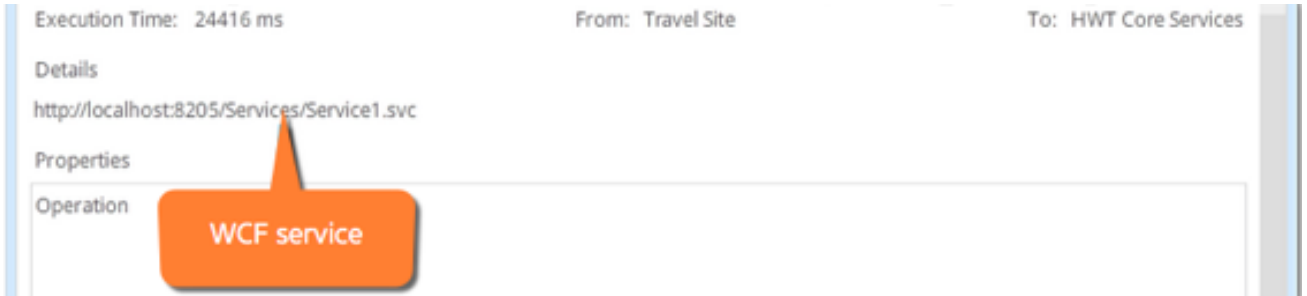 Execution Time: 24416 ms From: Travel Site To: HWT Core Services
Details
http://localhost:8205/Services/Service1.svc
Properties
Operation
WCF service